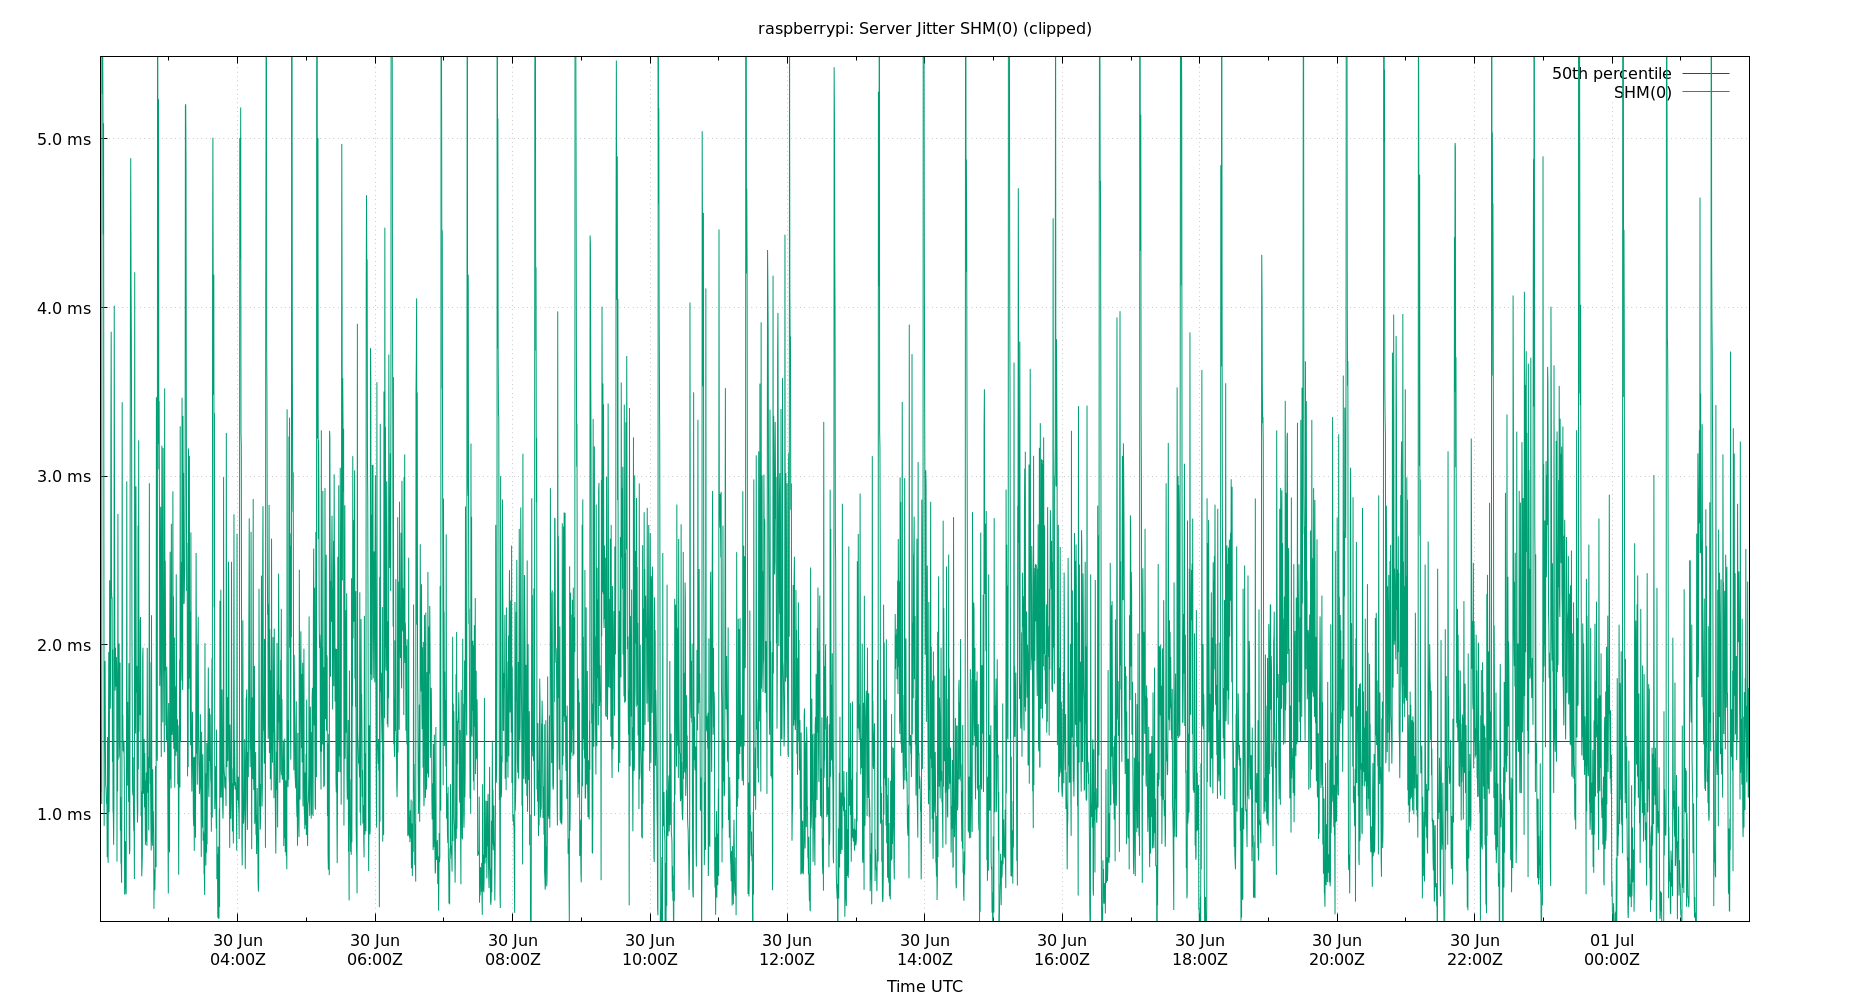 raspberrypi: Server Jitter SHM(0) (clipped)
50th percentile
SHM(0)
5.0 ms
4.0 ms
3.0 ms
2.0 ms
1.0 ms
30 Jun 30 Jun 30 Jun 30 Jun 30 Jun 30 Jun 30 Jun 30 Jun 30 Jun 30 Jun 01 Jul
04:00Z 06:00Z 08:00Z 10:00Z 12:00Z 14:00Z 16:00Z 18:00Z 20:00Z 22:00Z 00:00Z
Time UTC